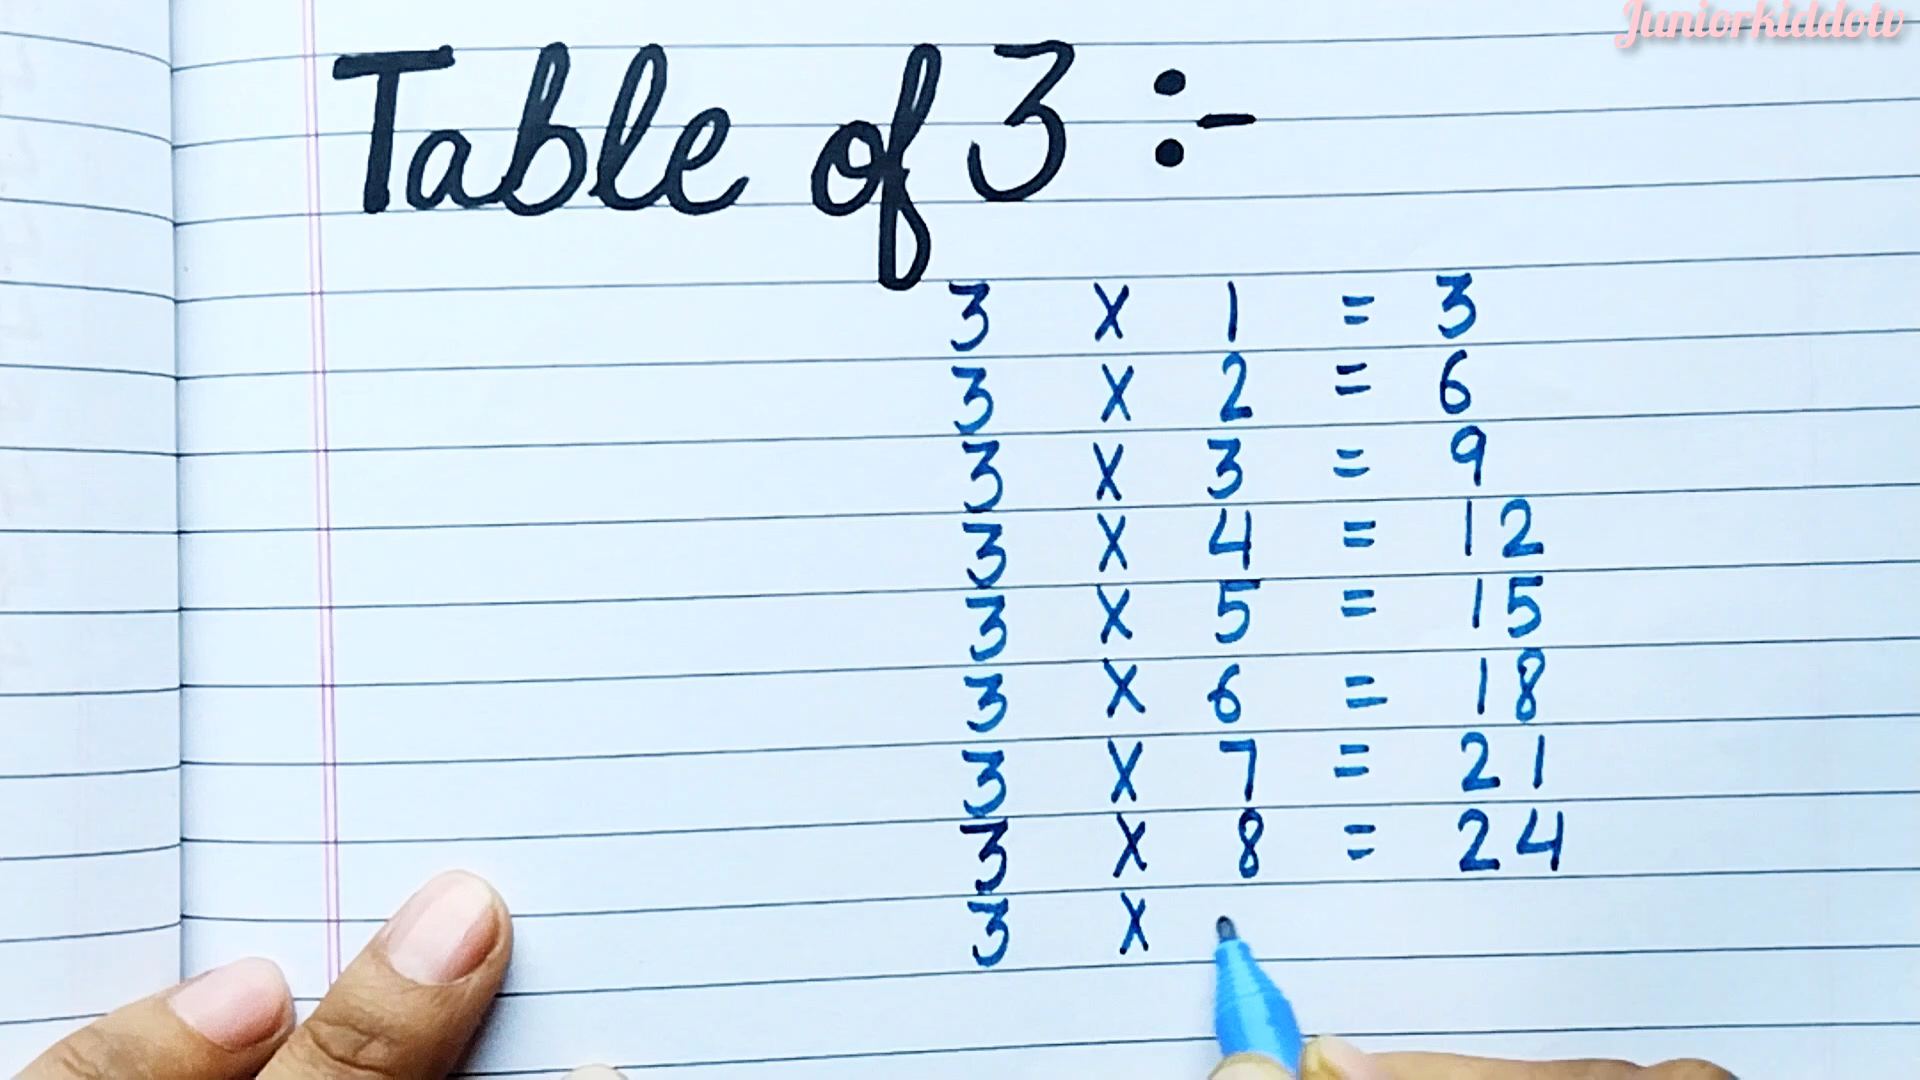 Juniorkiddotv
Table of 3 :-
3 X 1 = 3
3 X 2 = 6
3 X 3 = 9
3 X 4 = 12
3 X 5 = 15
3 X 6 = 18
3 X 7 = 21
3 X 8 = 24
3 X